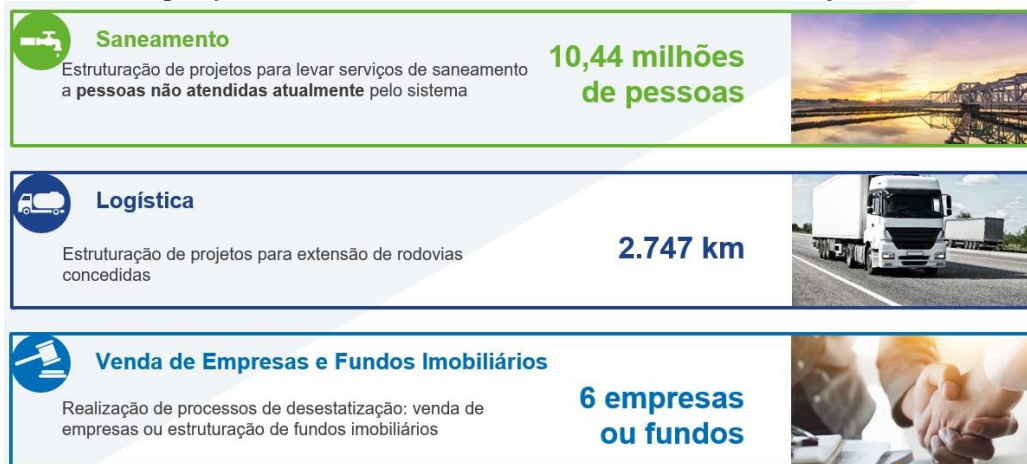 Saneamento
Estruturação de projetos para levar serviços de saneamento
a pessoas não atendidas atualmente pelo sistema
10,44 milhões
de pessoas
Logística
Estruturação de projetos para extensão de rodovias
concedidas
2.747 km
Venda de Empresas e Fundos Imobiliários
Realização de processos de desestatização: venda de
empresas ou estruturação de fundos imobiliários
6 empresas
ou fundos